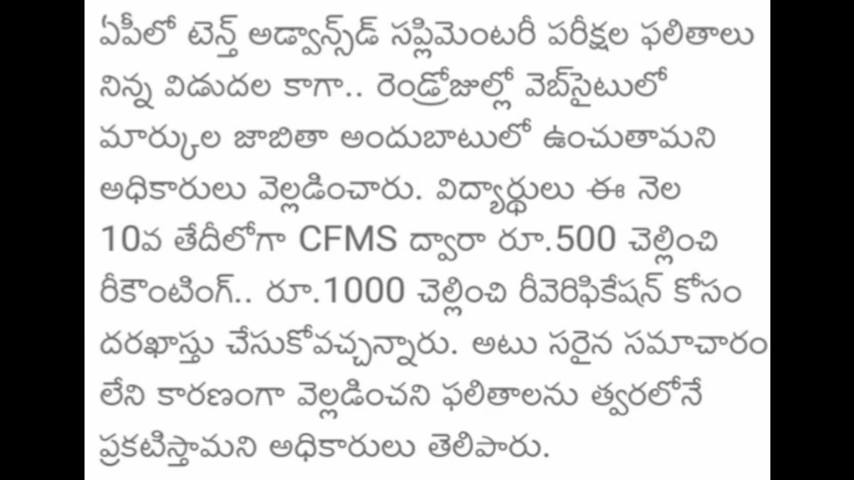 ఏపీలో టెన్త్ అడ్వాన్స్‌డ్ సప్లిమెంటరీ పరీక్షల ఫలితాలు
నిన్న విడుదల కాగా.. రెండ్రోజుల్లో వెబ్‌సైటులో
మార్కుల జాబితా అందుబాటులో ఉంచుతామని
అధికారులు వెల్లడించారు. విద్యార్థులు ఈ నెల
10వ తేదీలోగా CFMS ద్వారా రూ.500 చెల్లించి
రీకౌంటింగ్.. రూ.1000 చెల్లించి రీవెరిఫికేషన్ కోసం
దరఖాస్తు చేసుకోవచ్చన్నారు. అటు సరైన సమాచారం
లేని కారణంగా వెల్లడించని ఫలితాలను త్వరలోనే
ప్రకటిస్తామని అధికారులు తెలిపారు.